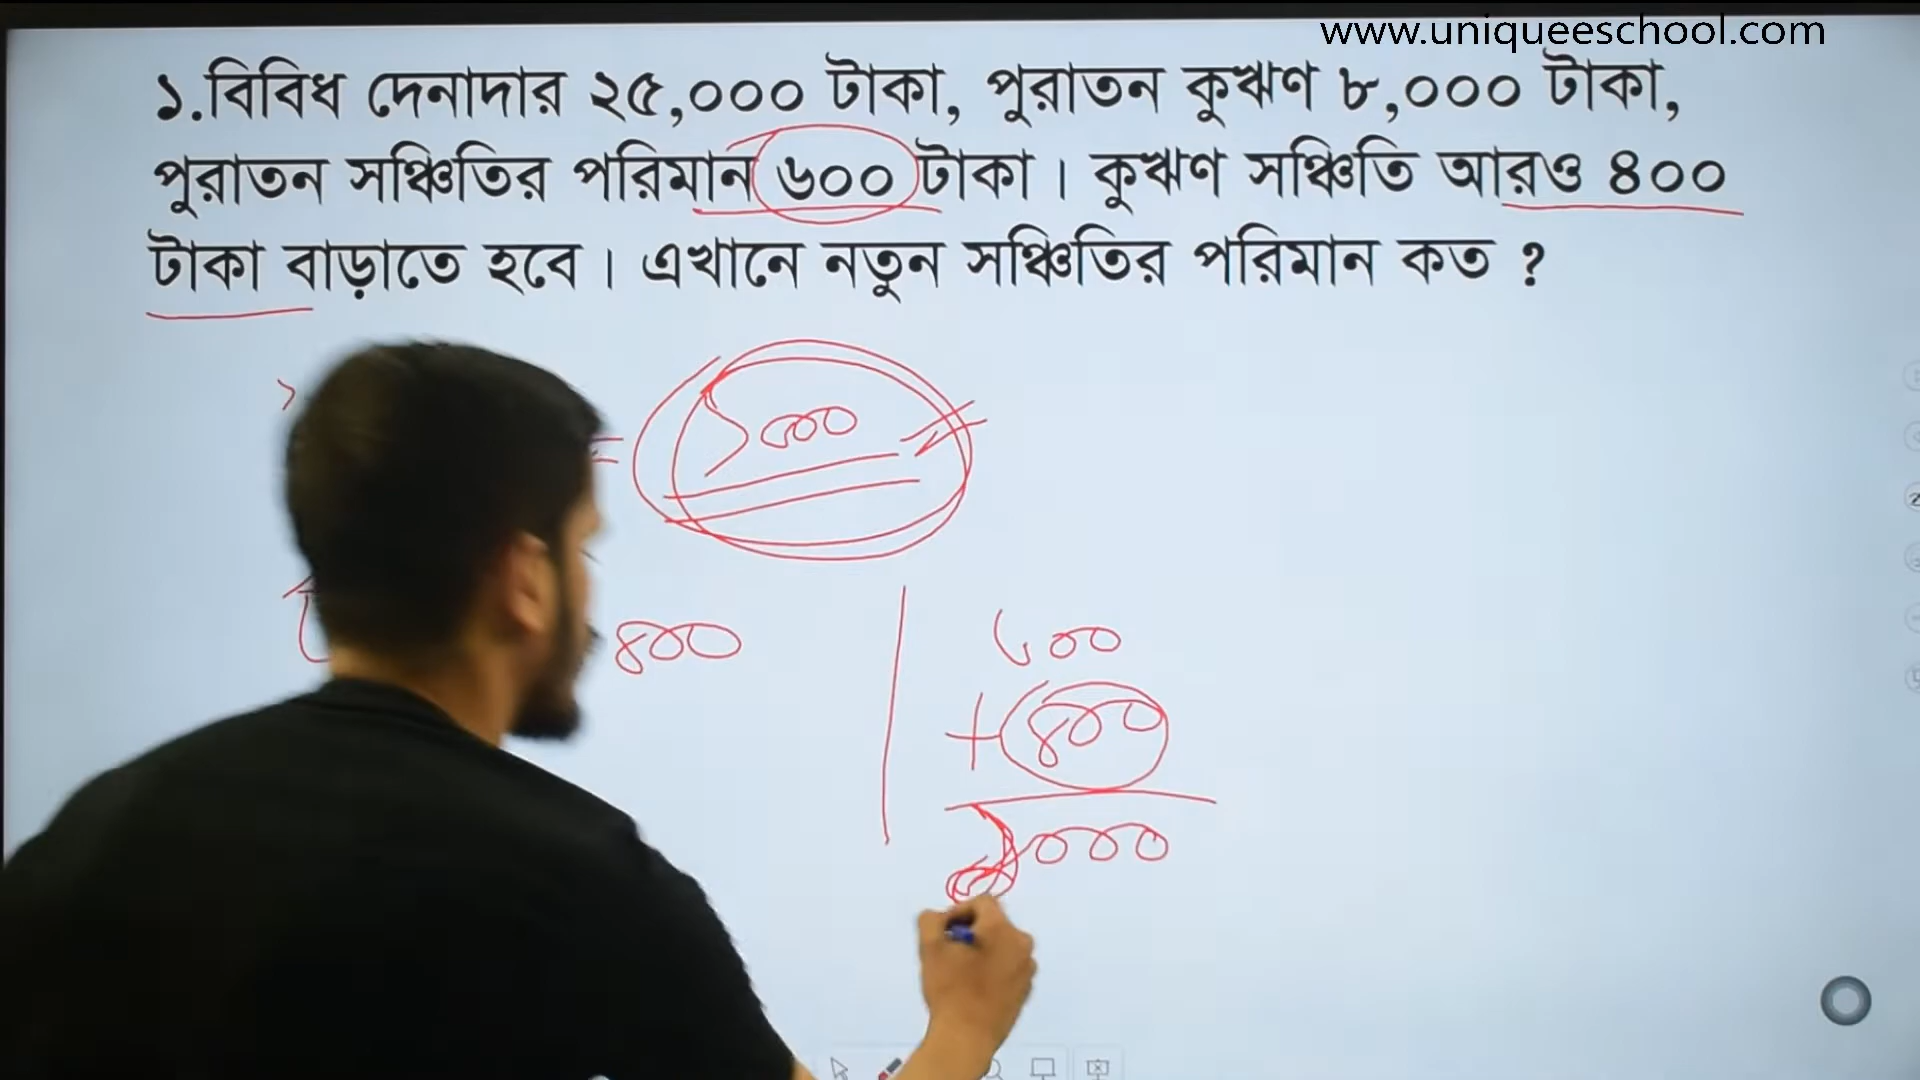 www.uniqueeschool.com
১.বিবিধ দেনাদার ২৫,০০০ টাকা, পুরাতন কুঋণ ৮,০০০ টাকা,
পুরাতন সঞ্চিতির পরিমান ৬০০ টাকা। কুঋণ সঞ্চিতি আরও ৪০০
টাকা বাড়াতে হবে। এখানে নতুন সঞ্চিতির পরিমান কত ?
= ১০০০
৪০০
৬০০
+ ৪০০
১০০০